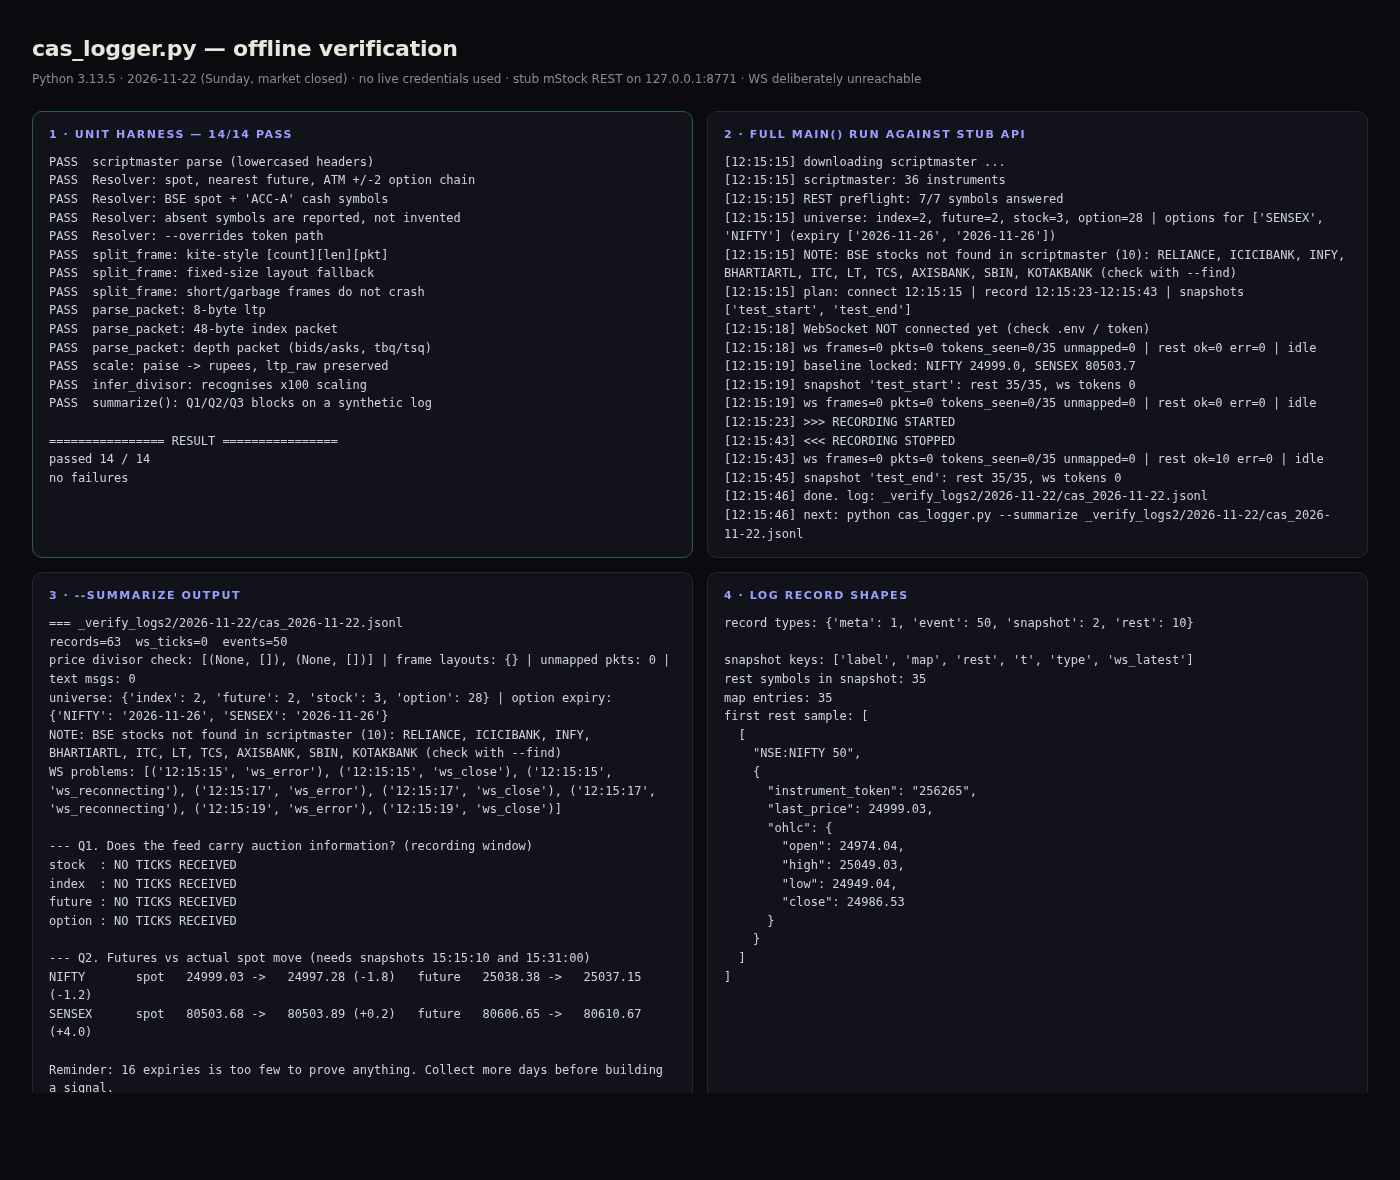 cas_logger.py — offline verification
Python 3.13.5 · 2026-11-22 (Sunday, market closed) · no live credentials used · stub mStock REST on 127.0.0.1:8771 · WS deliberately unreachable
1 · UNIT HARNESS — 14/14 PASS
PASS  scriptmaster parse (lowercased headers)
PASS  Resolver: spot, nearest future, ATM +/-2 option chain
PASS  Resolver: BSE spot + 'ACC-A' cash symbols
PASS  Resolver: absent symbols are reported, not invented
PASS  Resolver: --overrides token path
PASS  split_frame: kite-style [count][len][pkt]
PASS  split_frame: fixed-size layout fallback
PASS  split_frame: short/garbage frames do not crash
PASS  parse_packet: 8-byte ltp
PASS  parse_packet: 48-byte index packet
PASS  parse_packet: depth packet (bids/asks, tbq/tsq)
PASS  scale: paise -> rupees, ltp_raw preserved
PASS  infer_divisor: recognises x100 scaling
PASS  summarize(): Q1/Q2/Q3 blocks on a synthetic log
================ RESULT ================
passed 14 / 14
no failures
2 · FULL MAIN() RUN AGAINST STUB API
[12:15:15] downloading scriptmaster ...
[12:15:15] scriptmaster: 36 instruments
[12:15:15] REST preflight: 7/7 symbols answered
[12:15:15] universe: index=2, future=2, stock=3, option=28 | options for ['SENSEX',
'NIFTY'] (expiry ['2026-11-26', '2026-11-26'])
[12:15:15] NOTE: BSE stocks not found in scriptmaster (10): RELIANCE, ICICIBANK, INFY,
BHARTIARTL, ITC, LT, TCS, AXISBANK, SBIN, KOTAKBANK (check with --find)
[12:15:15] plan: connect 12:15:15 | record 12:15:23-12:15:43 | snapshots
['test_start', 'test_end']
[12:15:18] WebSocket NOT connected yet (check .env / token)
[12:15:18] ws frames=0 pkts=0 tokens_seen=0/35 unmapped=0 | rest ok=0 err=0 | idle
[12:15:19] baseline locked: NIFTY 24999.0, SENSEX 80503.7
[12:15:19] snapshot 'test_start': rest 35/35, ws tokens 0
[12:15:19] ws frames=0 pkts=0 tokens_seen=0/35 unmapped=0 | rest ok=0 err=0 | idle
[12:15:23] >>> RECORDING STARTED
[12:15:43] <<< RECORDING STOPPED
[12:15:43] ws frames=0 pkts=0 tokens_seen=0/35 unmapped=0 | rest ok=10 err=0 | idle
[12:15:45] snapshot 'test_end': rest 35/35, ws tokens 0
[12:15:46] done. log: _verify_logs2/2026-11-22/cas_2026-11-22.jsonl
[12:15:46] next: python cas_logger.py --summarize _verify_logs2/2026-11-22/cas_2026-
11-22.jsonl
3 · --SUMMARIZE OUTPUT
=== _verify_logs2/2026-11-22/cas_2026-11-22.jsonl
records=63  ws_ticks=0  events=50
price divisor check: [(None, []), (None, [])] | frame layouts: {} | unmapped pkts: 0 |
text msgs: 0
universe: {'index': 2, 'future': 2, 'stock': 3, 'option': 28} | option expiry:
{'NIFTY': '2026-11-26', 'SENSEX': '2026-11-26'}
NOTE: BSE stocks not found in scriptmaster (10): RELIANCE, ICICIBANK, INFY,
BHARTIARTL, ITC, LT, TCS, AXISBANK, SBIN, KOTAKBANK (check with --find)
WS problems: [('12:15:15', 'ws_error'), ('12:15:15', 'ws_close'), ('12:15:15',
'ws_reconnecting'), ('12:15:17', 'ws_error'), ('12:15:17', 'ws_close'), ('12:15:17',
'ws_reconnecting'), ('12:15:19', 'ws_error'), ('12:15:19', 'ws_close')]
--- Q1. Does the feed carry auction information? (recording window)
stock  : NO TICKS RECEIVED
index  : NO TICKS RECEIVED
future : NO TICKS RECEIVED
option : NO TICKS RECEIVED
--- Q2. Futures vs actual spot move (needs snapshots 15:15:10 and 15:31:00)
NIFTY      spot   24999.03 ->   24997.28 (-1.8)   future   25038.38 ->   25037.15
(-1.2)
SENSEX     spot   80503.68 ->   80503.89 (+0.2)   future   80606.65 ->   80610.67
(+4.0)
Reminder: 16 expiries is too few to prove anything. Collect more days before building
a signal.
4 · LOG RECORD SHAPES
record types: {'meta': 1, 'event': 50, 'snapshot': 2, 'rest': 10}
snapshot keys: ['label', 'map', 'rest', 't', 'type', 'ws_latest']
rest symbols in snapshot: 35
map entries: 35
first rest sample: [
  [
    "NSE:NIFTY 50",
    {
      "instrument_token": "256265",
      "last_price": 24999.03,
      "ohlc": {
        "open": 24974.04,
        "high": 25049.03,
        "low": 24949.04,
        "close": 24986.53
      }
    }
  ]
]